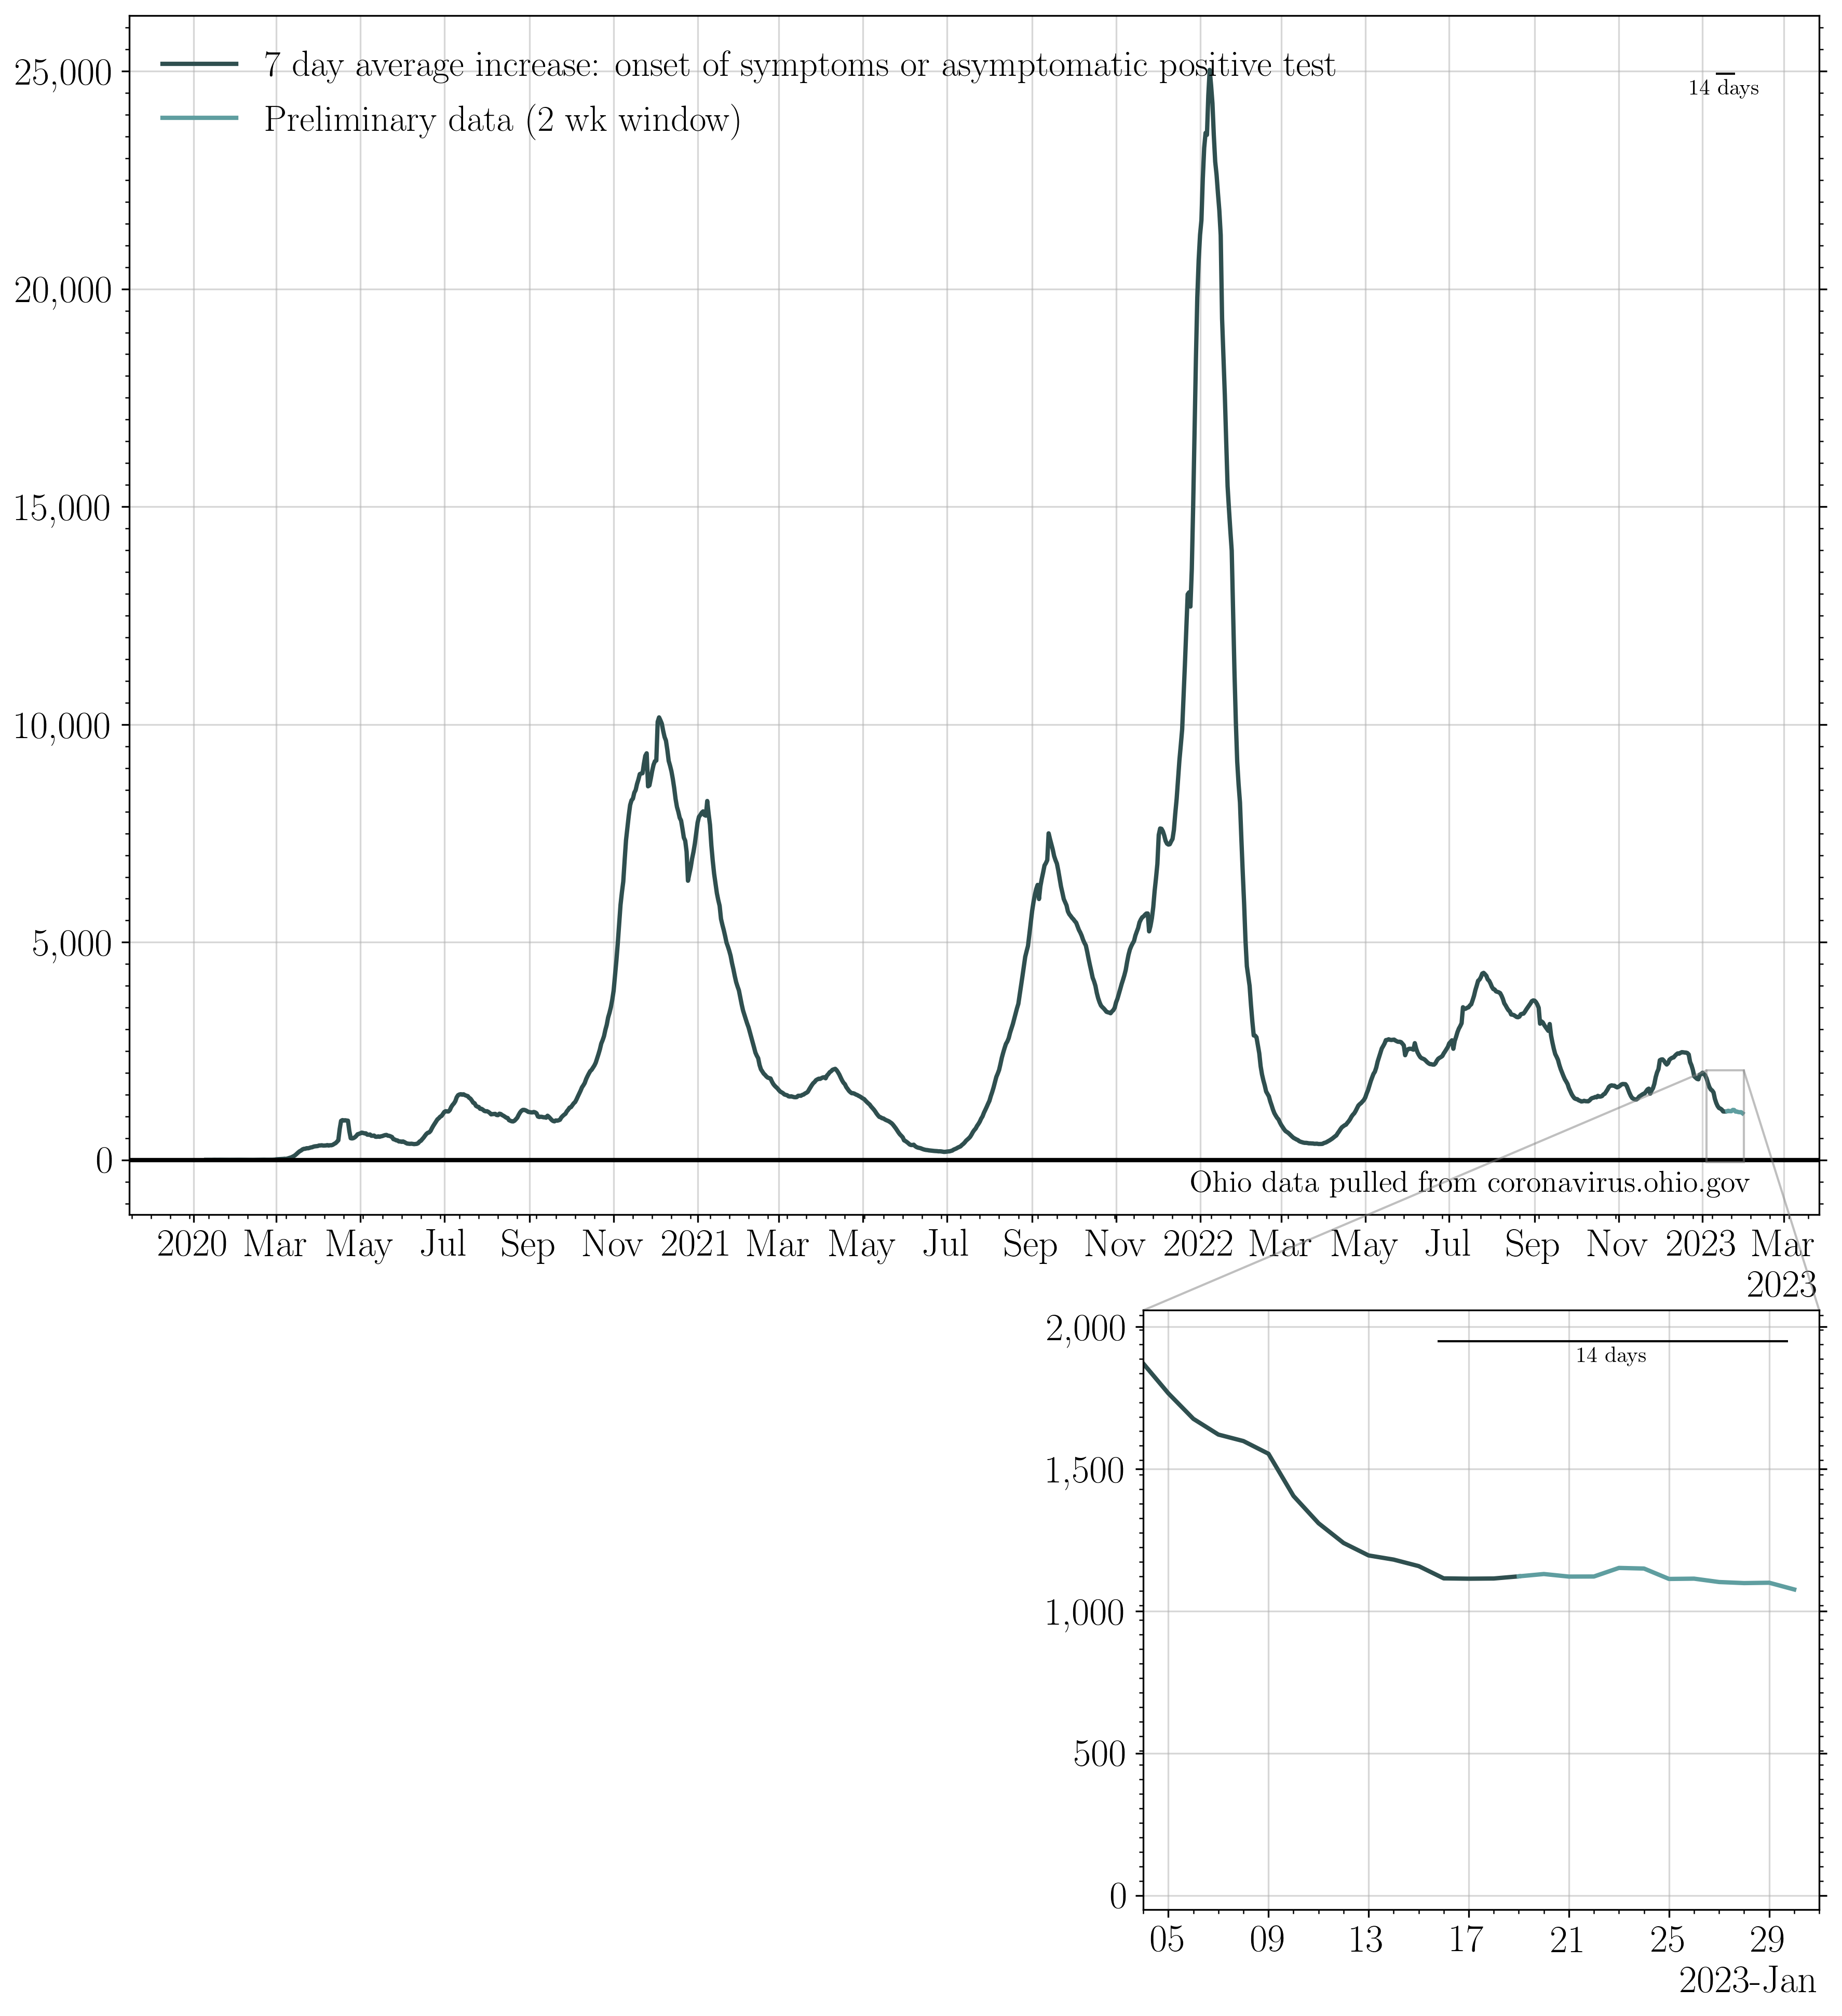 7 day average increase: onset of symptoms or asymptomatic positive test
Preliminary data (2 wk window)
14 days
25,000
20,000
15,000
10,000
5,000
0
Ohio data pulled from coronavirus.ohio.gov
2020 Mar May Jul Sep Nov 2021 Mar May Jul Sep Nov 2022 Mar May Jul Sep Nov 2023 Mar
2023
2,000
14 days
1,500
1,000
500
0
05 09 13 17 21 25 29
2023-Jan